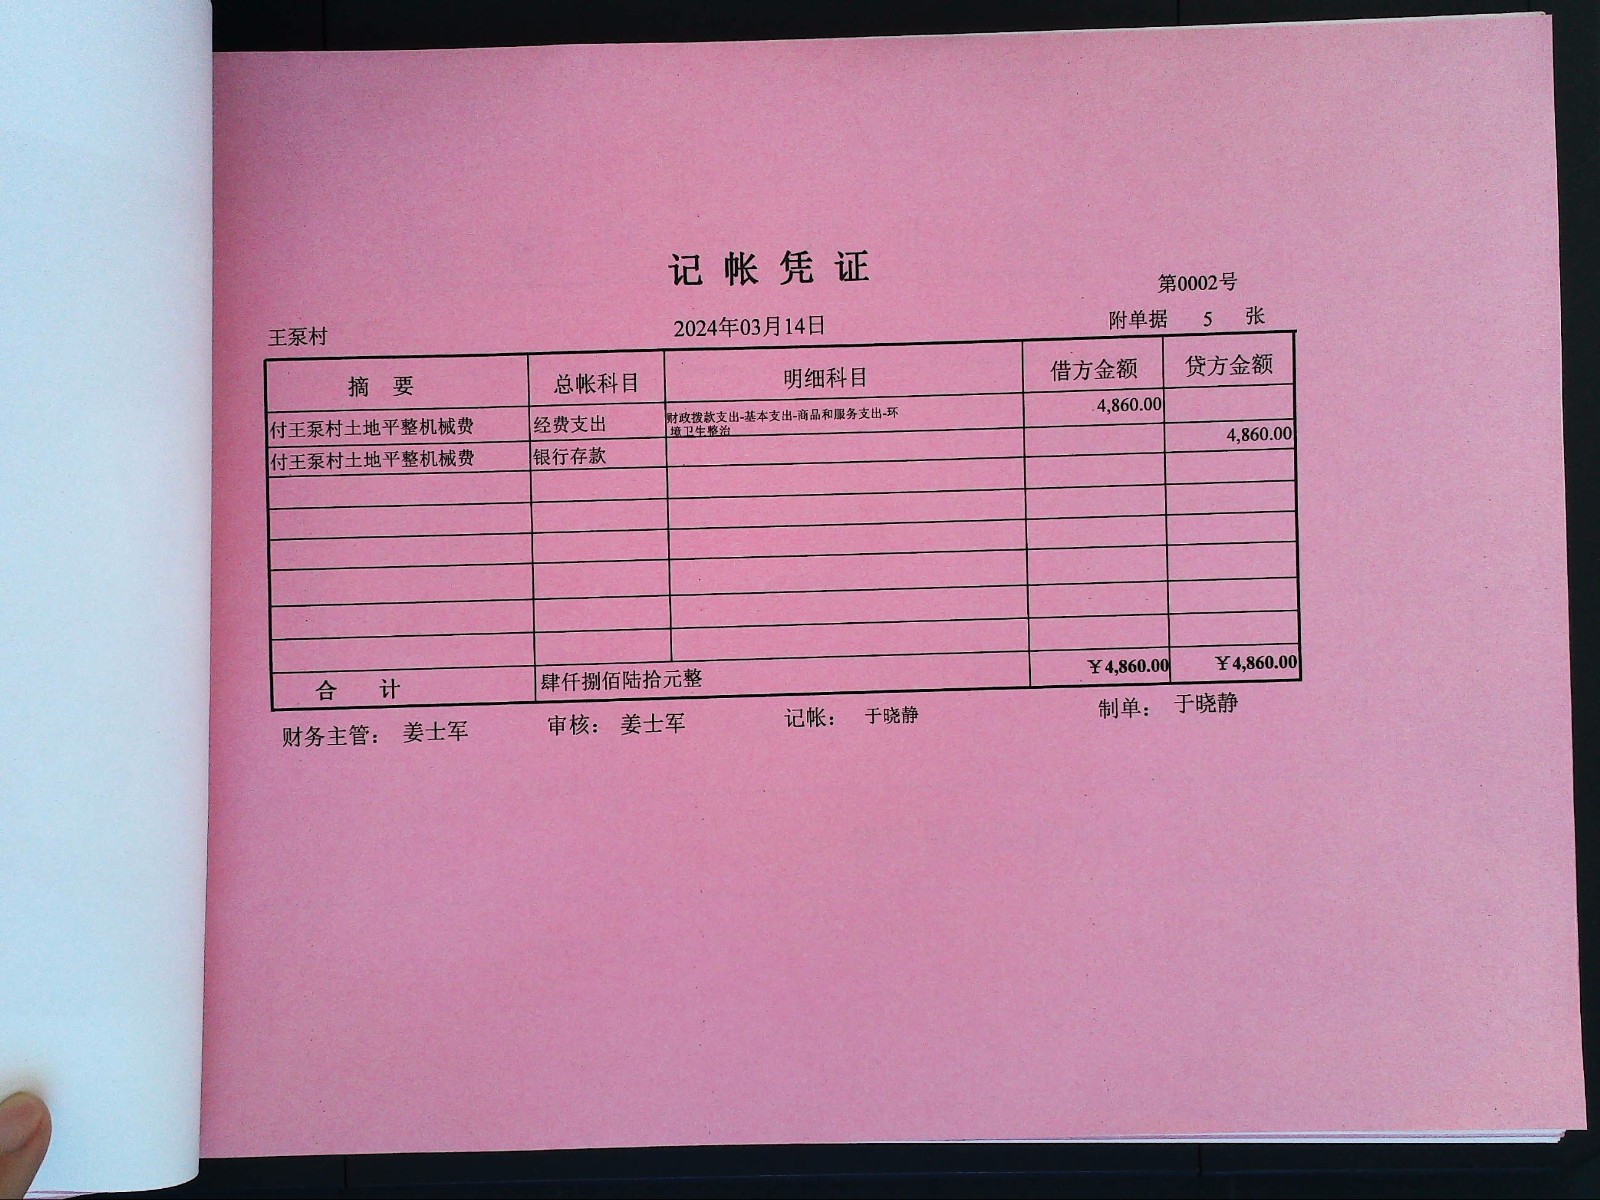 记帐凭证
第0002号
王泵村 2024年03月14日 附单据 5 张
摘 要 总帐科目 明细科目 借方金额 贷方金额
付王泵村土地平整机械费 经费支出 财政拨款支出-基本支出-商品和服务支出-环 4,860.00
境卫生整治
付王泵村土地平整机械费 银行存款 4,860.00
合 计 肆仟捌佰陆拾元整 ¥4,860.00 ¥4,860.00
财务主管： 姜士军 审核： 姜士军 记帐： 于晓静 制单： 于晓静